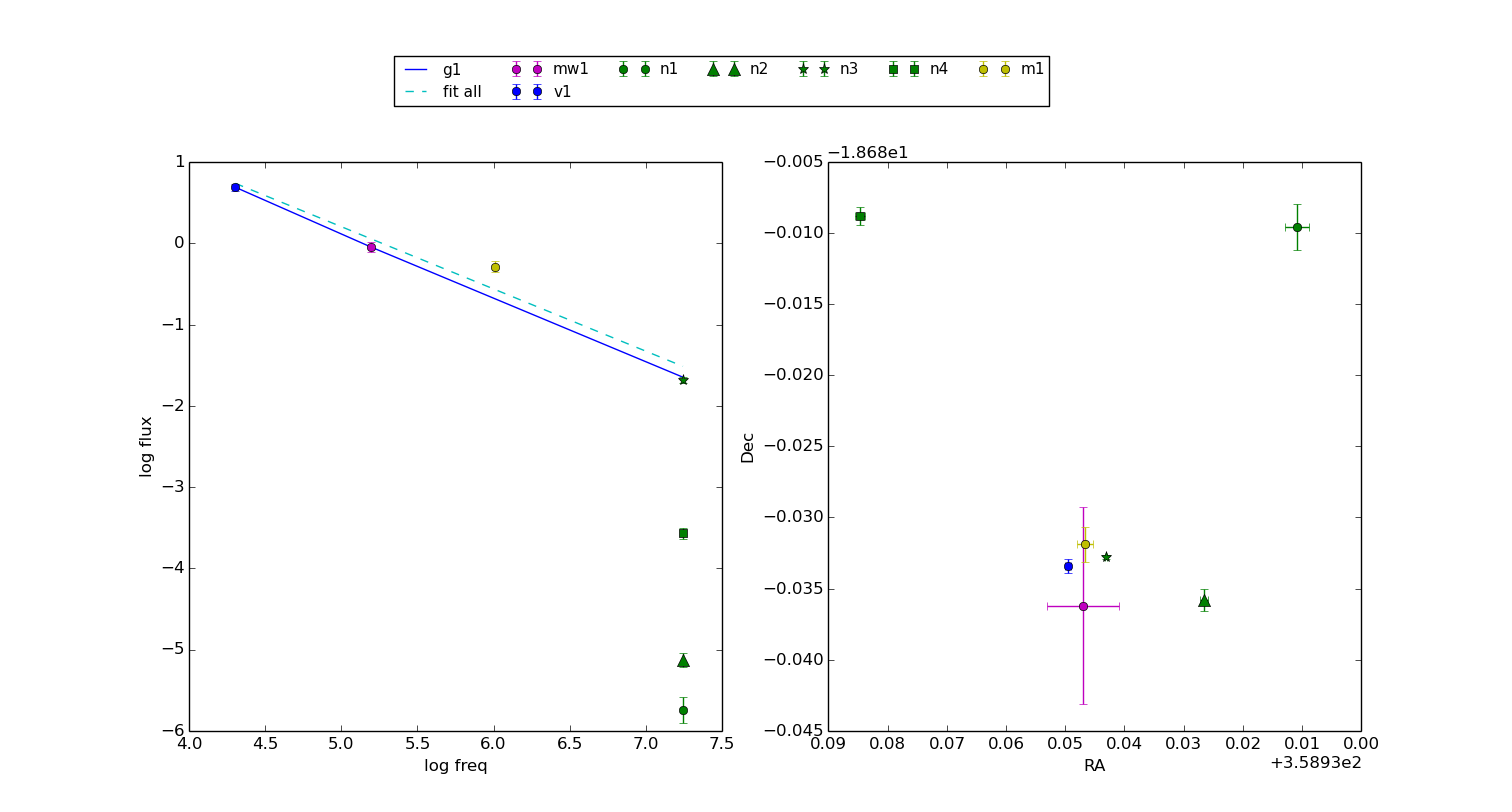 g1 mw1 n1 n2 n3 n4 m1
fit all v1
1
0
−1
−2
−3
−4
−5
−6
log flux
4.0 4.5 5.0 5.5 6.0 6.5 7.0 7.5
log freq
−1.868e1
−0.005
−0.010
−0.015
−0.020
−0.025
−0.030
−0.035
−0.040
−0.045
Dec
0.09 0.08 0.07 0.06 0.05 0.04 0.03 0.02 0.01 0.00
RA
+3.5893e2